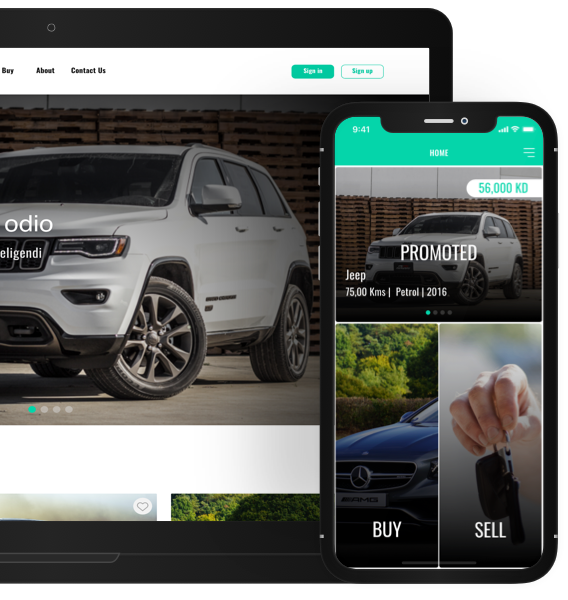 Buy About Contact Us Sign in Sign up
odio
eligendi
9:41
HOME
56,000 KD
PROMOTED
Jeep
75,00 Kms | Petrol | 2016
AMG
BUY
SELL